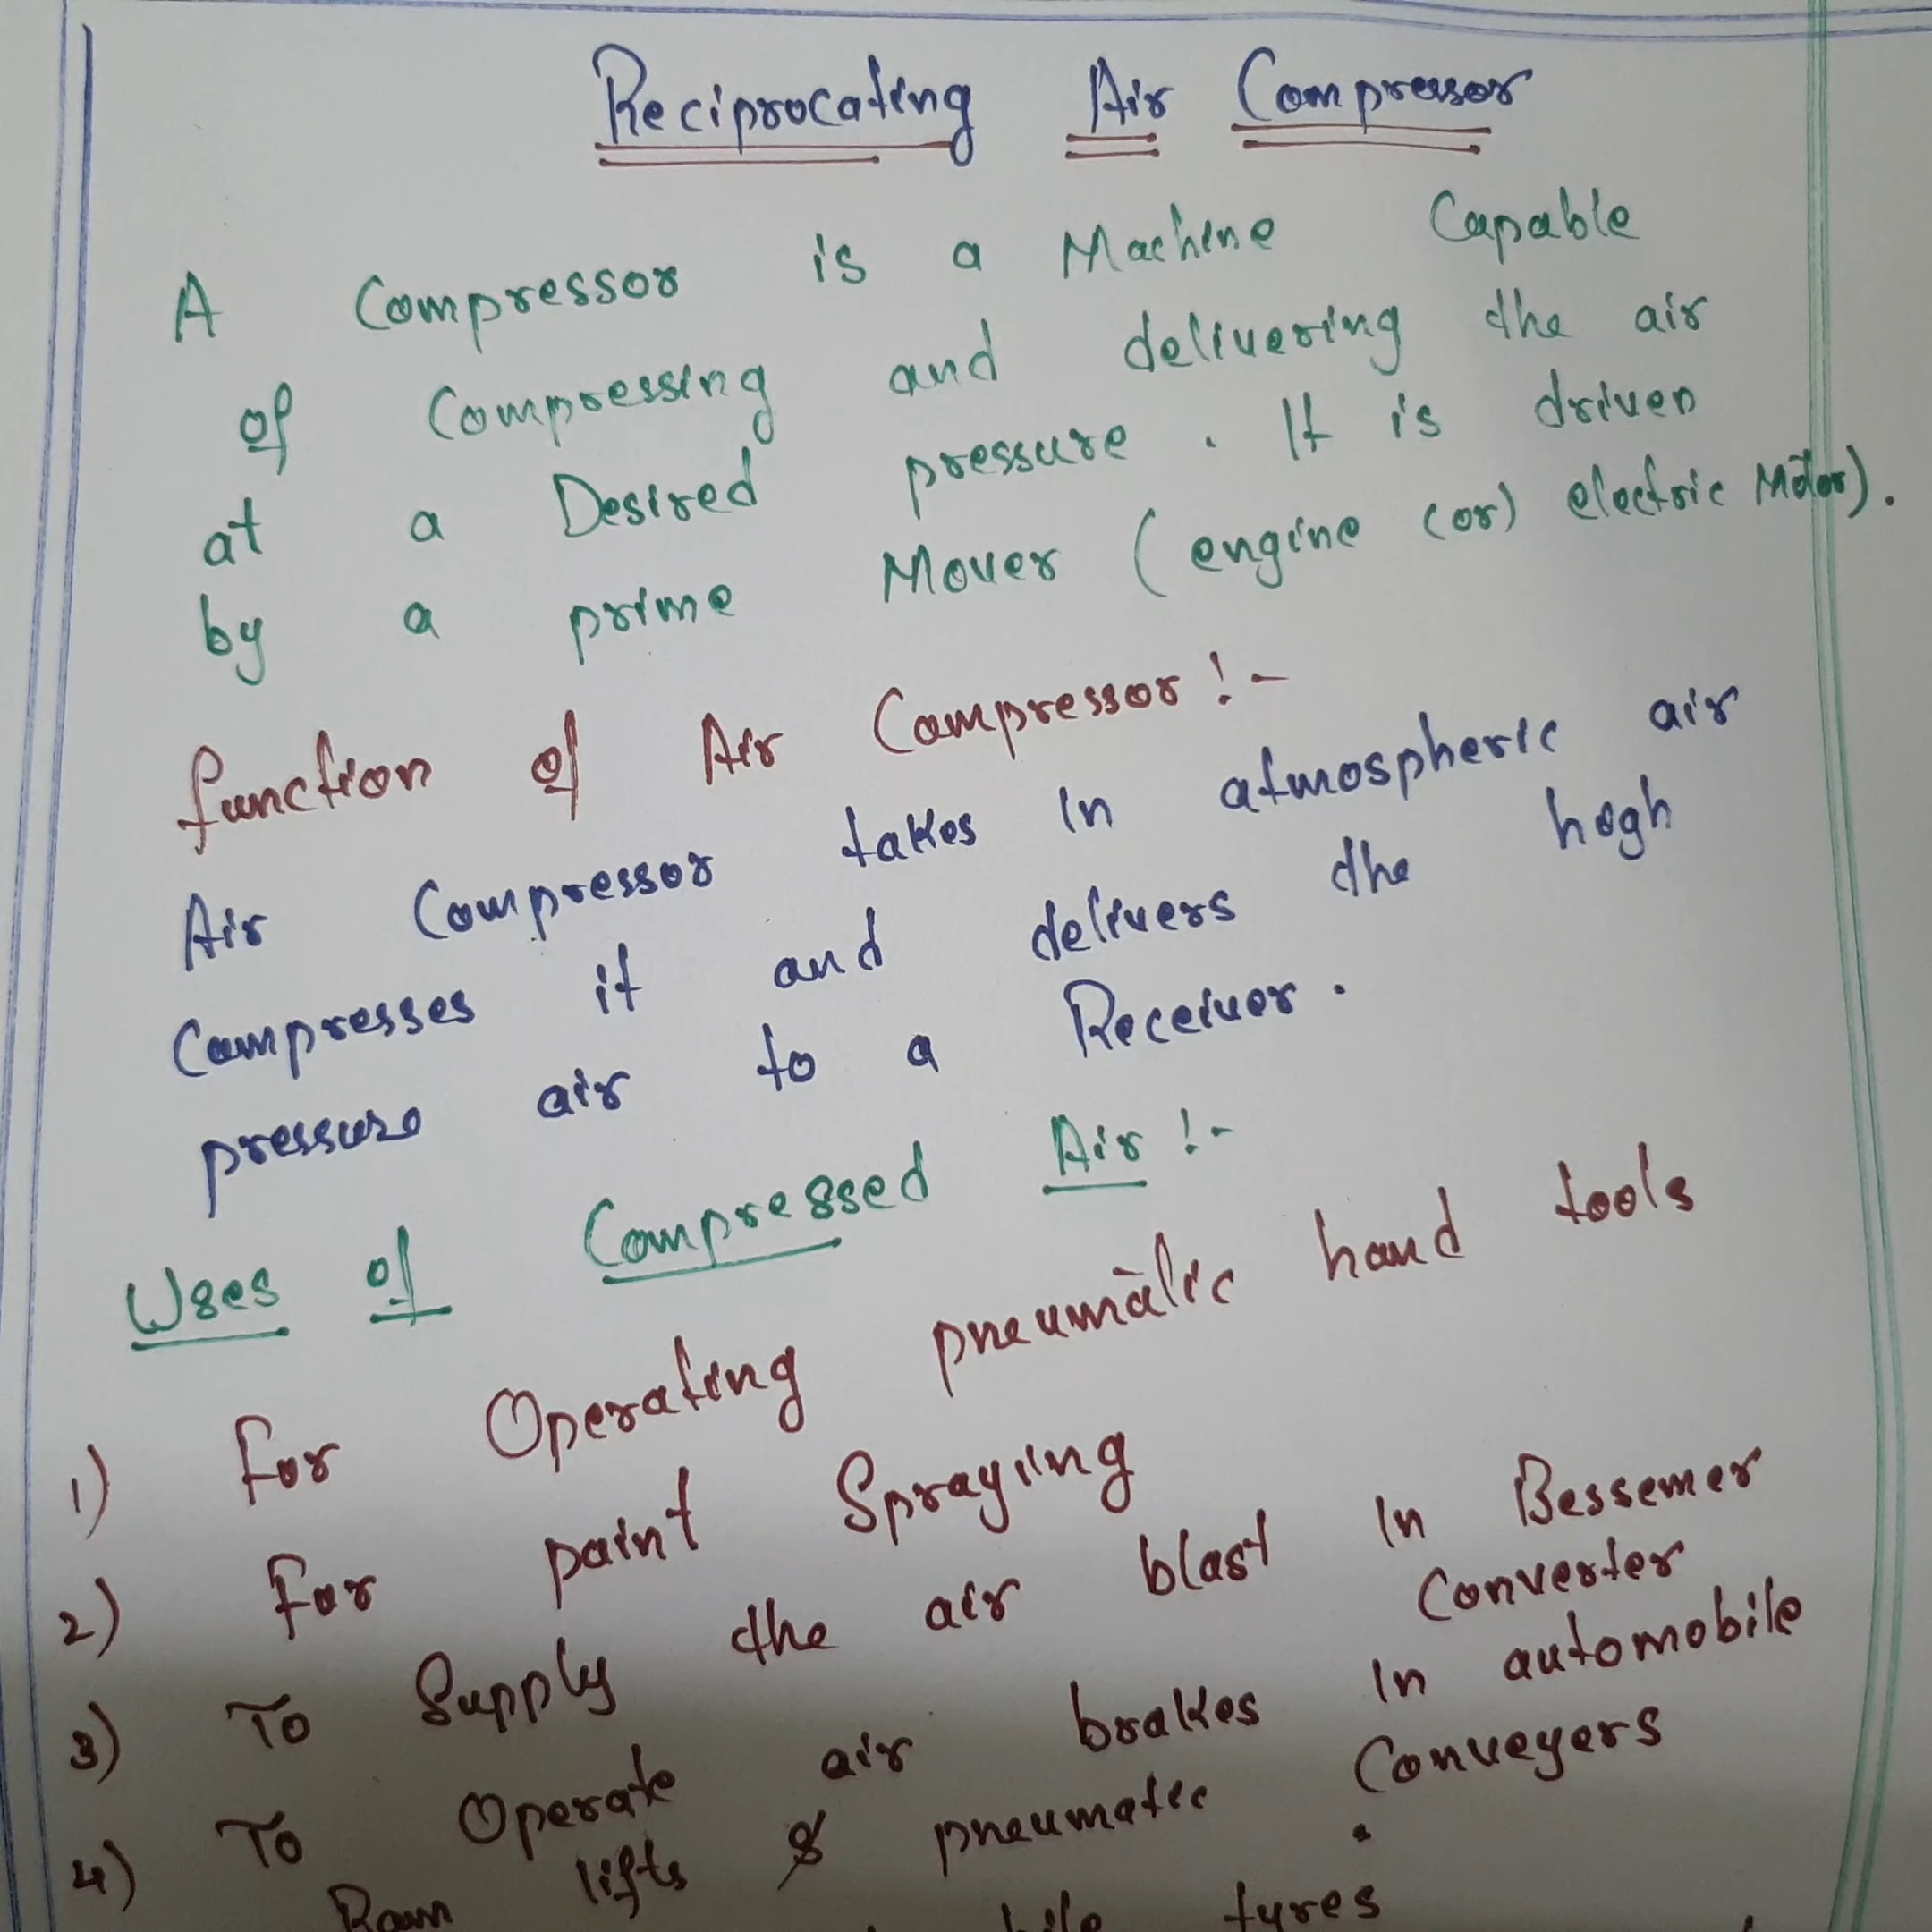 Reciprocating Air Compressor
A Compressor is a Machine Capable
of Compressing and delivering the air
at a Desired pressure. It is driven
by a prime Mover (engine (or) electric Motor).
function of Air Compressor :-
Air Compressor takes in atmospheric air
Compresses it and delivers the high
pressure air to a Receiver.
Uses of Compressed Air :-
1) For Operating pneumatic hand tools
2) For paint Sprayiing
3) To Supply the air blast in Bessemer
Converter
4) To Operate air brakes in automobile
Ram lifts & pneumatic Conveyers.
tyres